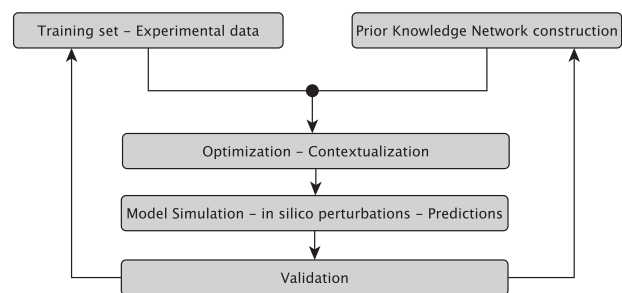 Training set – Experimental data
Prior Knowledge Network construction
Optimization – Contextualization
Model Simulation – in silico perturbations – Predictions
Validation